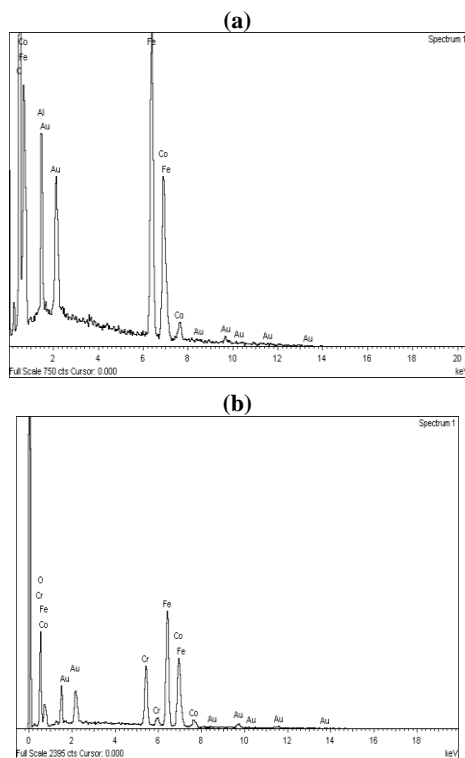 (a)
Spectrum 1
Co
Fe
Fe
O
Al
Au
Au
Co
Fe
Co
Au
Au
Au
Au
Au
0 2 4 6 8 10 12 14 16 18 20
Full Scale 750 cts Cursor: 0.000 keV
(b)
Spectrum 1
O
Cr
Fe
Co
Au
Au
Cr
Cr
Fe
Co
Fe
Co
Au
Au
Au
Au
Au
0 2 4 6 8 10 12 14 16 18
Full Scale 2395 cts Cursor: 0.000 keV